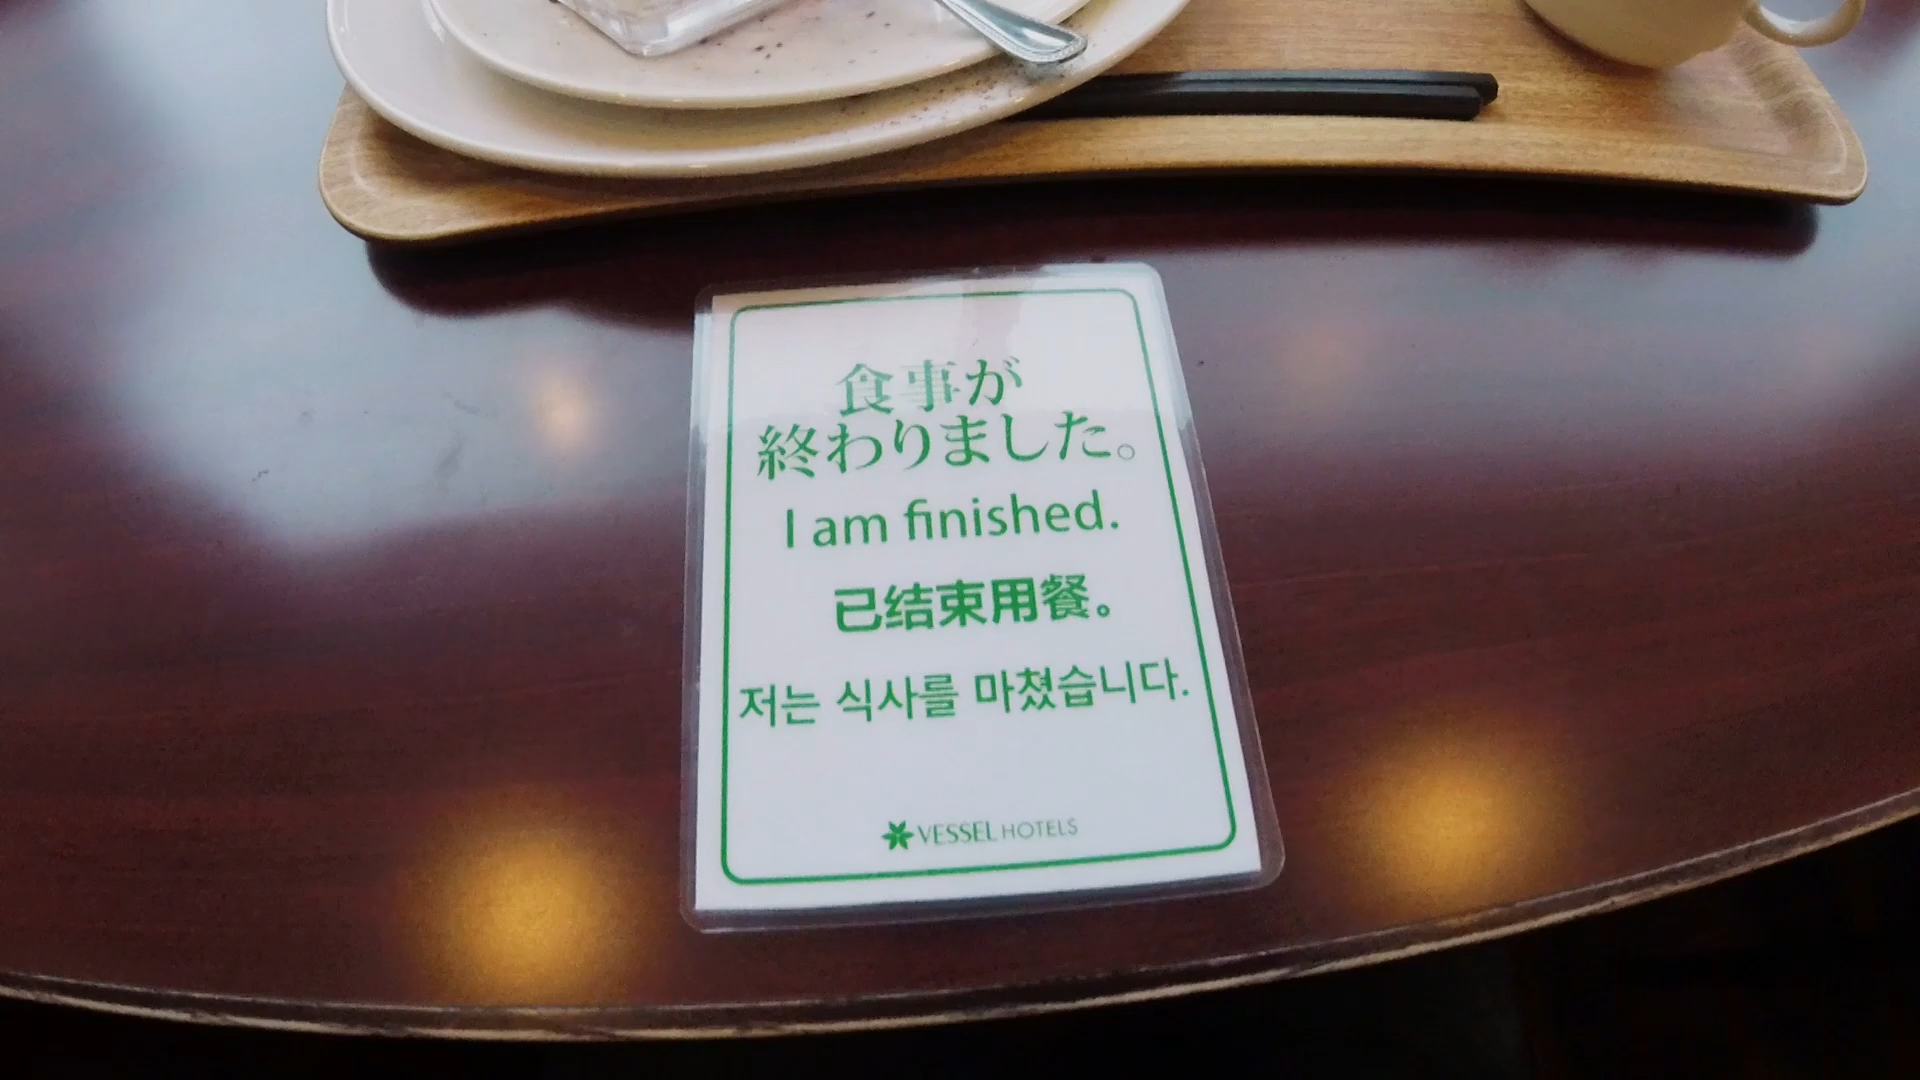 食事が
終わりました。
I am finished.
已结束用餐。
저는 식사를 마쳤습니다.
VESSEL HOTELS